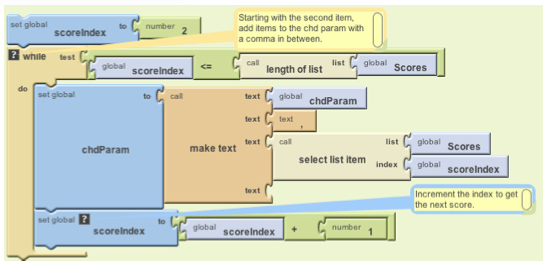 set global scoreIndex to number 2
Starting with the second item,
add items to the chd param with
a comma in between.
? while test global scoreIndex <= call length of list list global Scores
do
set global chdParam to call make text text global chdParam
text text ,
text call select list item list global Scores
index global scoreIndex
text
Increment the index to get
the next score.
set global ? scoreIndex to global scoreIndex + number 1